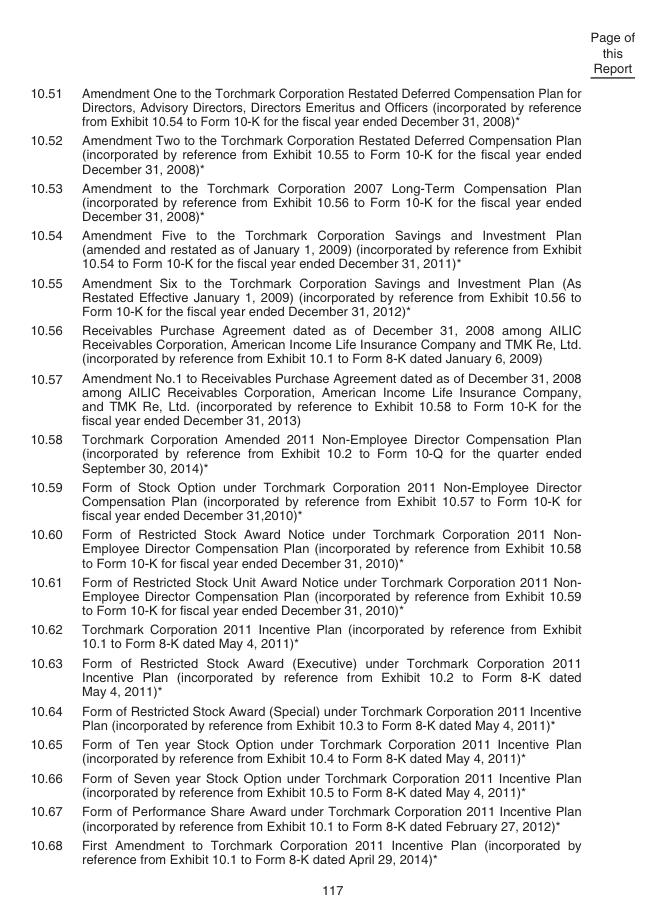 Page of
this
Report
10.51 Amendment One to the Torchmark Corporation Restated Deferred Compensation Plan for
Directors, Advisory Directors, Directors Emeritus and Officers (incorporated by reference
from Exhibit 10.54 to Form 10-K for the fiscal year ended December 31, 2008)*
10.52 Amendment Two to the Torchmark Corporation Restated Deferred Compensation Plan
(incorporated by reference from Exhibit 10.55 to Form 10-K for the fiscal year ended
December 31, 2008)*
10.53 Amendment to the Torchmark Corporation 2007 Long-Term Compensation Plan
(incorporated by reference from Exhibit 10.56 to Form 10-K for the fiscal year ended
December 31, 2008)*
10.54 Amendment Five to the Torchmark Corporation Savings and Investment Plan
(amended and restated as of January 1, 2009) (incorporated by reference from Exhibit
10.54 to Form 10-K for the fiscal year ended December 31, 2011)*
10.55 Amendment Six to the Torchmark Corporation Savings and Investment Plan (As
Restated Effective January 1, 2009) (incorporated by reference from Exhibit 10.56 to
Form 10-K for the fiscal year ended December 31, 2012)*
10.56 Receivables Purchase Agreement dated as of December 31, 2008 among AILIC
Receivables Corporation, American Income Life Insurance Company and TMK Re, Ltd.
(incorporated by reference from Exhibit 10.1 to Form 8-K dated January 6, 2009)
10.57 Amendment No.1 to Receivables Purchase Agreement dated as of December 31, 2008
among AILIC Receivables Corporation, American Income Life Insurance Company,
and TMK Re, Ltd. (incorporated by reference to Exhibit 10.58 to Form 10-K for the
fiscal year ended December 31, 2013)
10.58 Torchmark Corporation Amended 2011 Non-Employee Director Compensation Plan
(incorporated by reference from Exhibit 10.2 to Form 10-Q for the quarter ended
September 30, 2014)*
10.59 Form of Stock Option under Torchmark Corporation 2011 Non-Employee Director
Compensation Plan (incorporated by reference from Exhibit 10.57 to Form 10-K for
fiscal year ended December 31,2010)*
10.60 Form of Restricted Stock Award Notice under Torchmark Corporation 2011 Non-
Employee Director Compensation Plan (incorporated by reference from Exhibit 10.58
to Form 10-K for fiscal year ended December 31, 2010)*
10.61 Form of Restricted Stock Unit Award Notice under Torchmark Corporation 2011 Non-
Employee Director Compensation Plan (incorporated by reference from Exhibit 10.59
to Form 10-K for fiscal year ended December 31, 2010)*
10.62 Torchmark Corporation 2011 Incentive Plan (incorporated by reference from Exhibit
10.1 to Form 8-K dated May 4, 2011)*
10.63 Form of Restricted Stock Award (Executive) under Torchmark Corporation 2011
Incentive Plan (incorporated by reference from Exhibit 10.2 to Form 8-K dated
May 4, 2011)*
10.64 Form of Restricted Stock Award (Special) under Torchmark Corporation 2011 Incentive
Plan (incorporated by reference from Exhibit 10.3 to Form 8-K dated May 4, 2011)*
10.65 Form of Ten year Stock Option under Torchmark Corporation 2011 Incentive Plan
(incorporated by reference from Exhibit 10.4 to Form 8-K dated May 4, 2011)*
10.66 Form of Seven year Stock Option under Torchmark Corporation 2011 Incentive Plan
(incorporated by reference from Exhibit 10.5 to Form 8-K dated May 4, 2011)*
10.67 Form of Performance Share Award under Torchmark Corporation 2011 Incentive Plan
(incorporated by reference from Exhibit 10.1 to Form 8-K dated February 27, 2012)*
10.68 First Amendment to Torchmark Corporation 2011 Incentive Plan (incorporated by
reference from Exhibit 10.1 to Form 8-K dated April 29, 2014)*
117